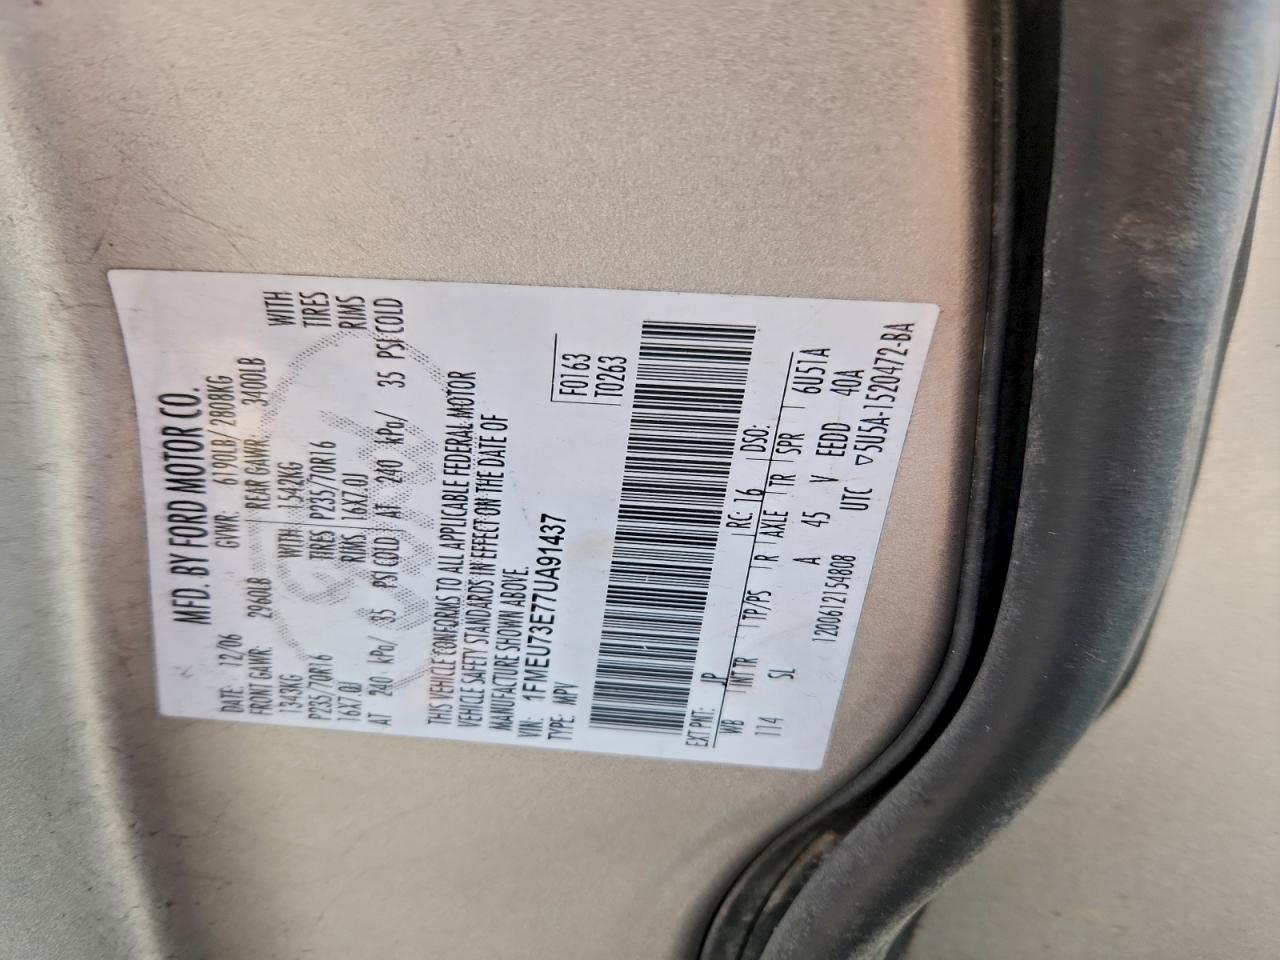 MFD. BY FORD MOTOR CO.
DATE: 12/06 GVWR: 6190LB/2808KG
FRONT GAWR: 2960LB REAR GAWR: 3400LB
1343KG WITH 1542KG WITH
P235/70R16 TIRES P235/70R16 TIRES
16X7.0J RIMS 16X7.0J RIMS
AT 240 kPa/ 35 PSI COLD AT 240 kPa/ 35 PSI COLD
THIS VEHICLE CONFORMS TO ALL APPLICABLE FEDERAL MOTOR
VEHICLE SAFETY STANDARDS IN EFFECT ON THE DATE OF
MANUFACTURE SHOWN ABOVE.
VIN: 1FMEU73E77UA91437 F0163
TYPE: MPV T0263
EXT PNT: JP RC: 16 DSO:
WB INT TR TP/PS R AXLE TR SPR 6U51A
114 SL A 45 V EDD 40A
1200612154808 UTC ▽5U5A-1520472-BA